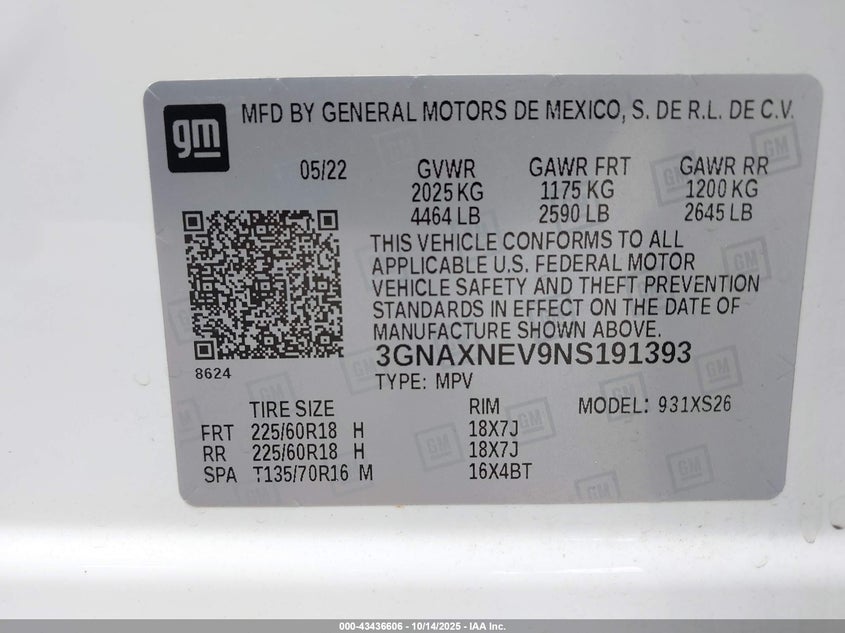 gm MFD BY GENERAL MOTORS DE MEXICO, S. DE R.L. DE C.V.
05/22 GVWR GAWR FRT GAWR RR
2025 KG 1175 KG 1200 KG
4464 LB 2590 LB 2645 LB
THIS VEHICLE CONFORMS TO ALL
APPLICABLE U.S. FEDERAL MOTOR
VEHICLE SAFETY AND THEFT PREVENTION
STANDARDS IN EFFECT ON THE DATE OF
MANUFACTURE SHOWN ABOVE.
3GNAXNEV9NS191393
8624
TYPE: MPV
TIRE SIZE RIM MODEL: 931XS26
FRT 225/60R18 H 18X7J
RR 225/60R18 H 18X7J
SPA T135/70R16 M 16X4BT
000-43436606 - 10/14/2025 - IAA Inc.